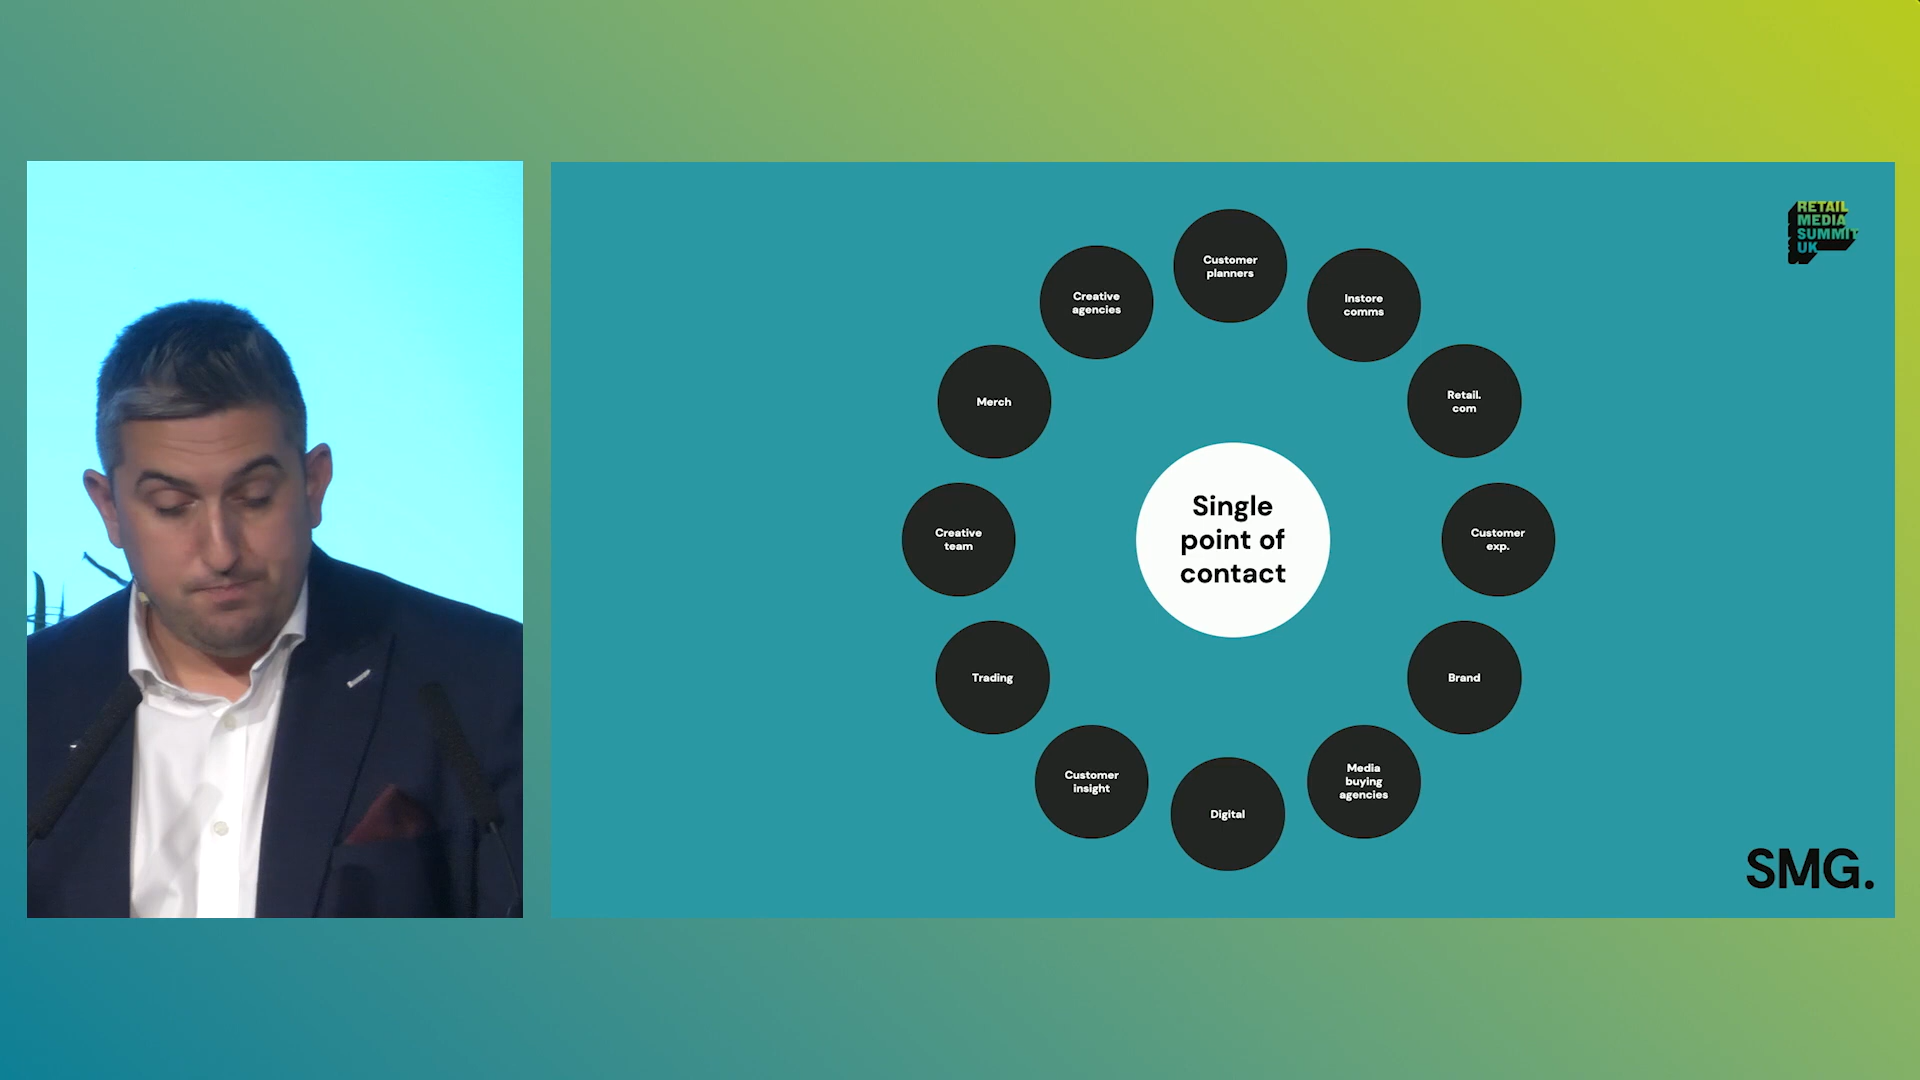 RETAIL
MEDIA
SUMMIT
UK
Customer
planners
Instore
comms
Retail.
com
Customer
exp.
Brand
Media
buying
agencies
Digital
Customer
insight
Trading
Creative
team
Merch
Creative
agencies
Single
point of
contact
SMG.